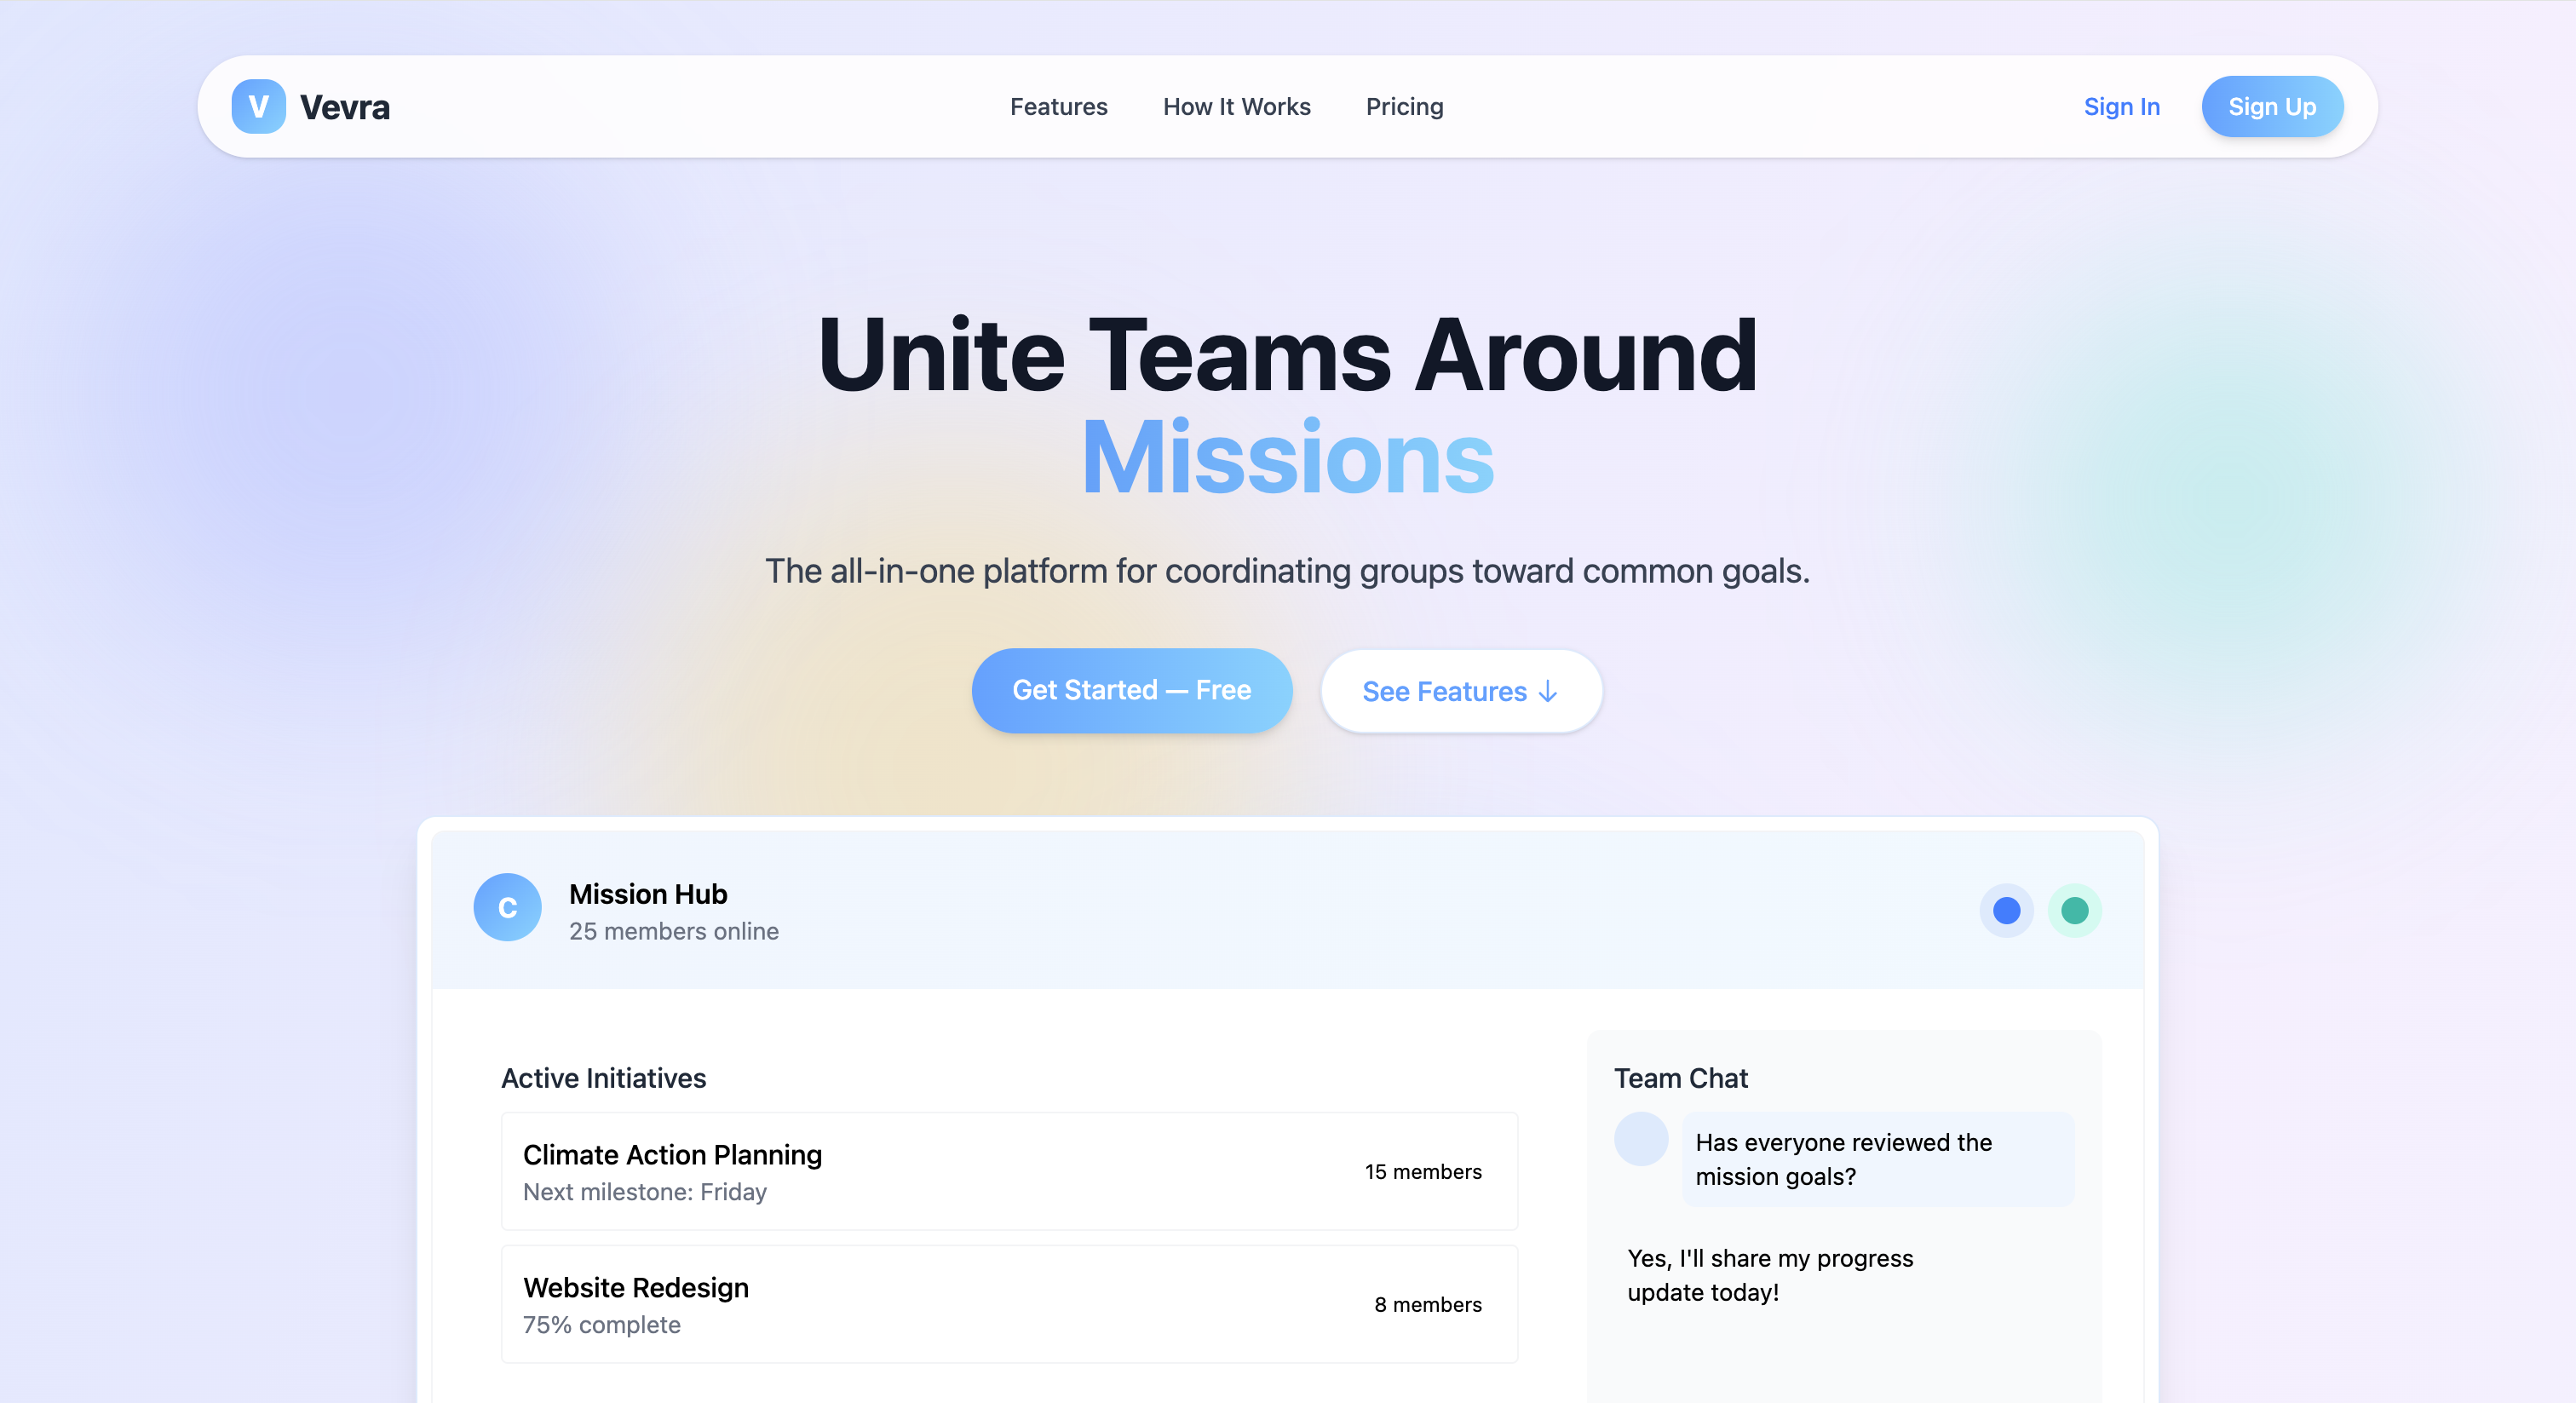 V Vevra
Features
How It Works
Pricing
Sign In
Sign Up
Unite Teams Around
Missions
The all-in-one platform for coordinating groups toward common goals.
Get Started — Free
See Features ↓
C
Mission Hub
25 members online
Active Initiatives
Climate Action Planning
Next milestone: Friday
15 members
Website Redesign
75% complete
8 members
Team Chat
Has everyone reviewed the
mission goals?
Yes, I'll share my progress
update today!